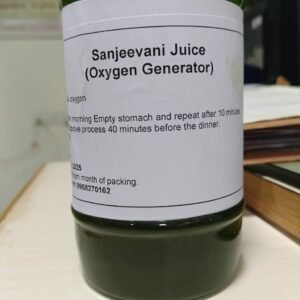 Sanjeevani Juice
(Oxygen Generator)
& oxygen
morning Empty stomach and repeat after 10 minutes
above process 40 minutes before the dinner.
2025
month of packing.
9968270162